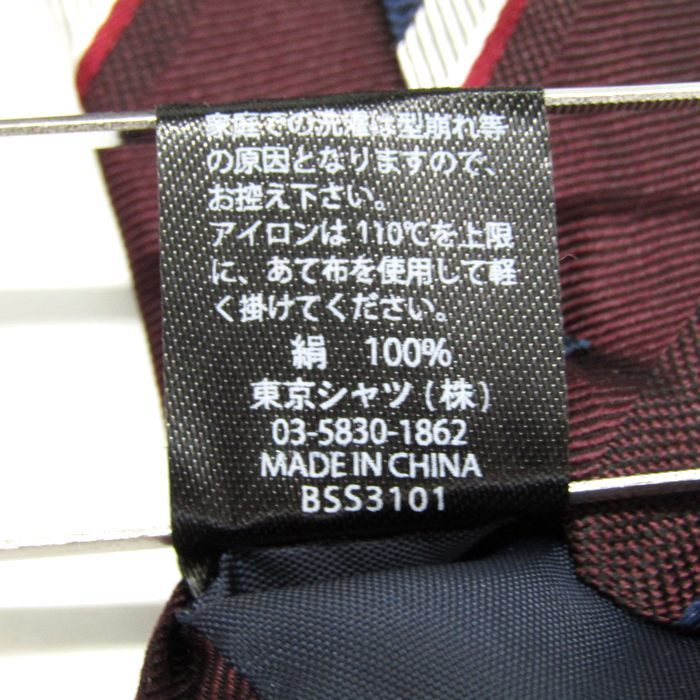 家庭での洗濯は型崩れ等
の原因となりますので、
お控え下さい。
アイロンは110℃を上限
に、あて布を使用して軽
く掛けてください。
絹 100%
東京シャツ(株)
03-5830-1862
MADE IN CHINA
BSS3101